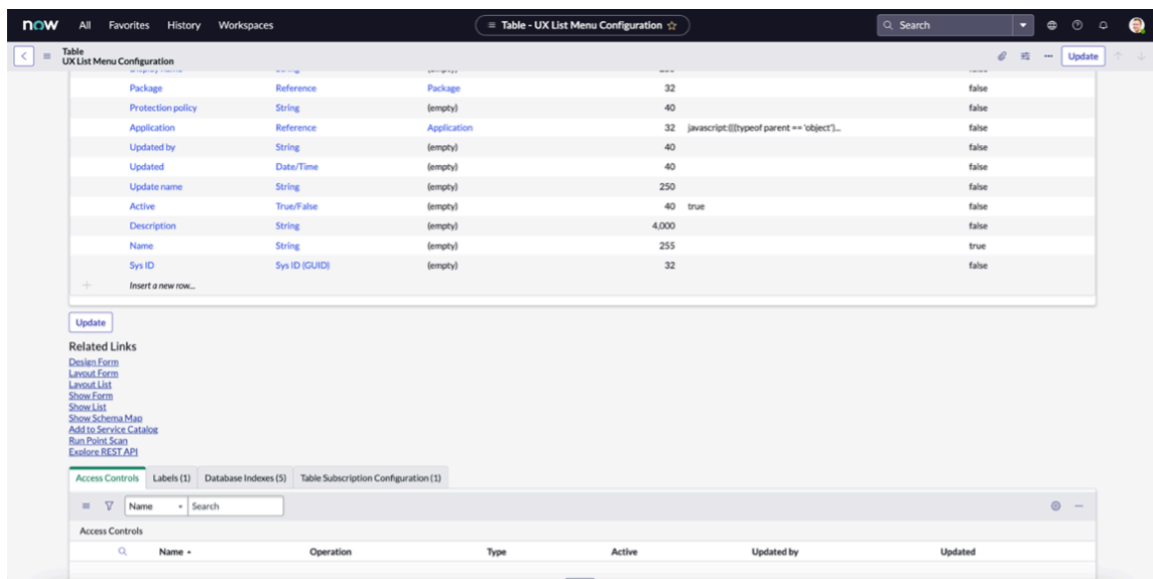 now All Favorites History Workspaces Table - UX List Menu Configuration Search
Table
UX List Menu Configuration Update
Display name String (empty) false
Package Reference Package 32 false
Protection policy String (empty) 40 false
Application Reference Application 32 javascript:(([typeof parent == 'object')... false
Updated by String (empty) 40 false
Updated Date/Time (empty) 40 false
Update name String (empty) 250 false
Active True/False (empty) 40 true false
Description String (empty) 4,000 false
Name String (empty) 255 true
Sys ID Sys ID (GUID) (empty) 32 false
Insert a new row...
Update
Related Links
Design Form
Layout Form
Layout List
Show Form
Show List
Show Schema Map
Add to Service Catalog
Run Point Scan
Explore REST API
Access Controls Labels (1) Database Indexes (5) Table Subscription Configuration (1)
Name Search
Access Controls
Name Operation Type Active Updated by Updated